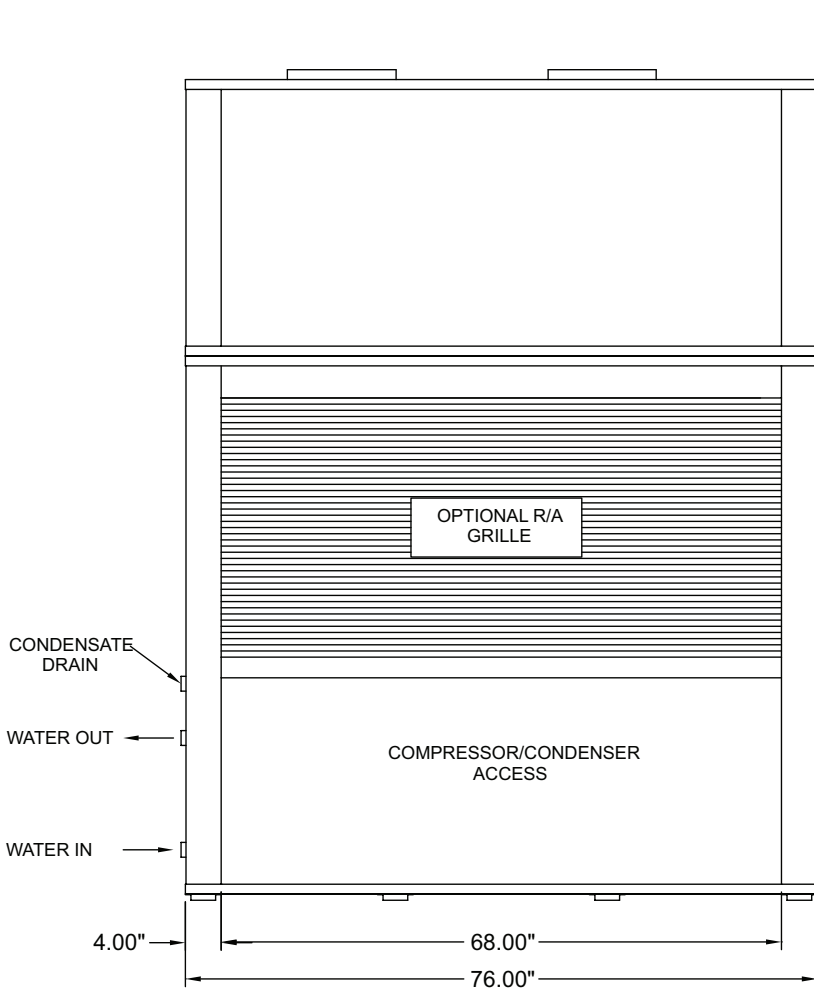 OPTIONAL R/A
GRILLE
CONDENSATE
DRAIN
WATER OUT
COMPRESSOR/CONDENSER
ACCESS
WATER IN
4.00"
68.00"
76.00"